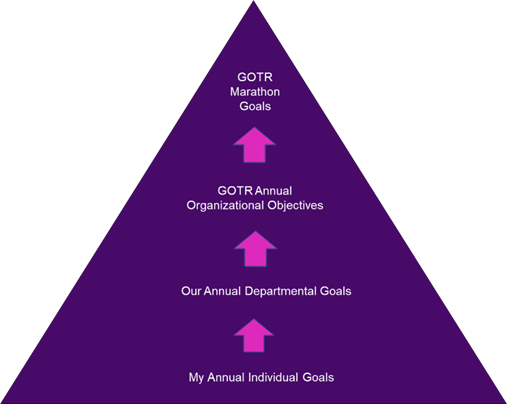 GOTR
Marathon
Goals
GOTR Annual
Organizational Objectives
Our Annual Departmental Goals
My Annual Individual Goals